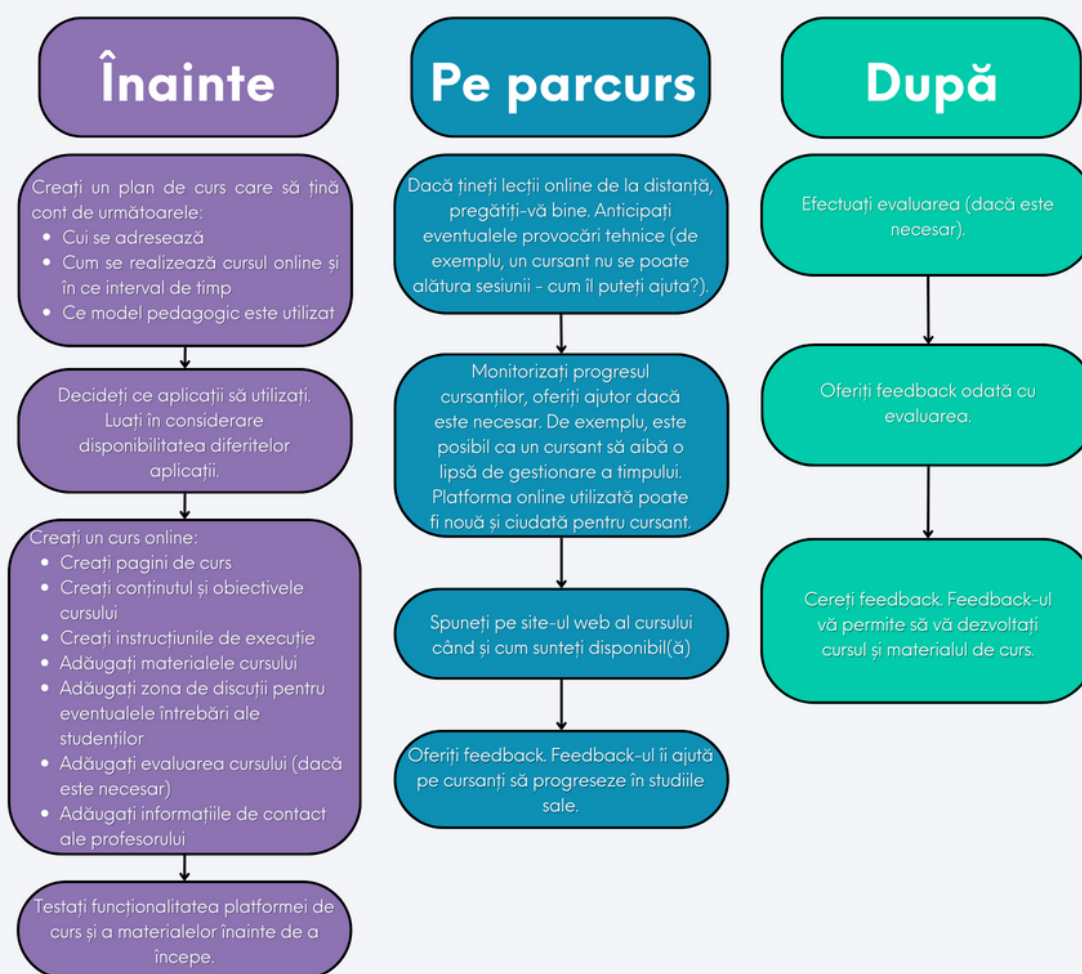 Înainte
Creați un plan de curs care să țină
cont de următoarele:
• Cui se adresează
• Cum se realizează cursul online și
în ce interval de timp
• Ce model pedagogic este utilizat
Decideți ce aplicații să utilizați.
Luați în considerare
disponibilitatea diferitelor
aplicații.
Creați un curs online:
• Creați pagini de curs
• Creați conținutul și obiectivele
cursului
• Creați instrucțiunile de execuție
• Adăugați materialele cursului
• Adăugați zona de discuții pentru
eventualele întrebări ale
studenților
• Adăugați evaluarea cursului (dacă
este necesar)
• Adăugați informațiile de contact
ale profesorului
Testați funcționalitatea platformei de
curs și a materialelor înainte de a
începe.
Pe parcurs
Dacă țineți lecții online de la distanță,
pregătiți-vă bine. Anticipați
eventualele provocări tehnice (de
exemplu, un cursant nu se poate
alătura sesiunii - cum îl puteți ajuta?).
Monitorizați progresul
cursanților, oferiți ajutor dacă
este necesar. De exemplu, este
posibil ca un cursant să aibă o
lipsă de gestionare a timpului.
Platforma online utilizată poate
fi nouă și ciudată pentru cursant.
Spuneți pe site-ul web al cursului
când și cum sunteți disponibil(ă)
Oferiți feedback. Feedback-ul îi ajută
pe cursanți să progreseze în studiile
sale.
După
Efectuați evaluarea (dacă este
necesar).
Oferiți feedback odată cu
evaluarea.
Cereți feedback. Feedback-ul
vă permite să vă dezvoltați
cursul și materialul de curs.